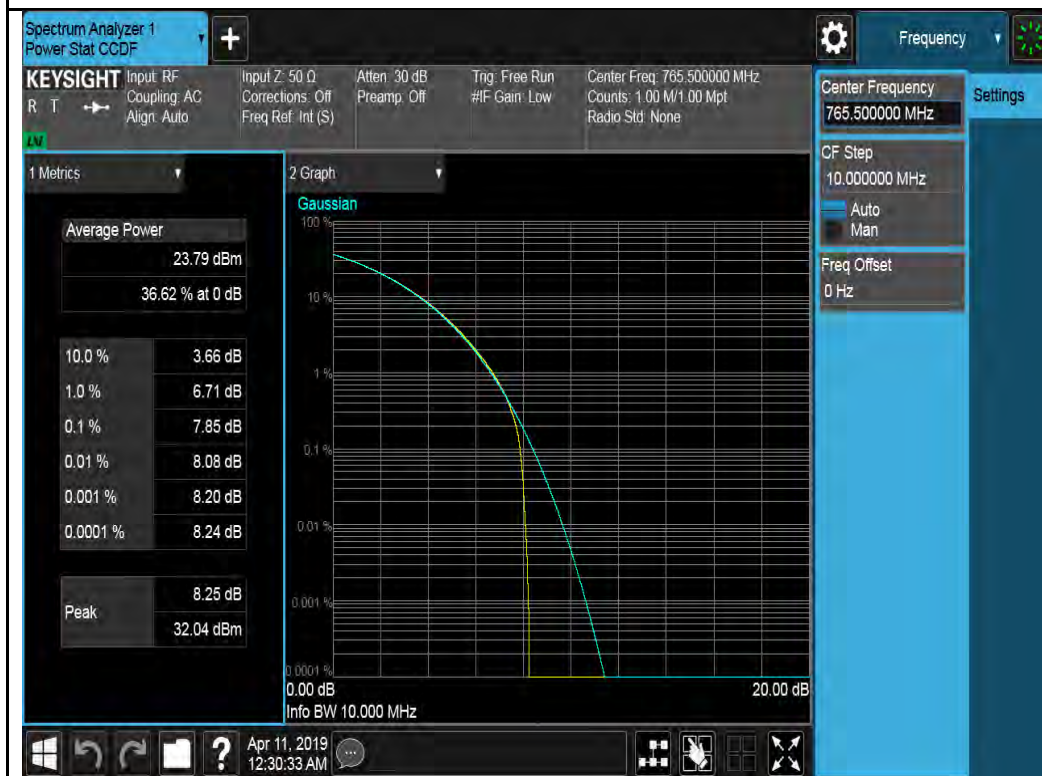 Spectrum Analyzer 1
Power Stat CCDF
+
Frequency
KEYSIGHT
R T
LV
Input: RF
Coupling: AC
Align: Auto
Input Z: 50 Ω
Corrections: Off
Freq Ref: Int (S)
Atten: 30 dB
Preamp: Off
Trig: Free Run
#IF Gain: Low
Center Freq: 765.500000 MHz
Counts: 1.00 M/1.00 Mpt
Radio Std: None
Center Frequency
765.500000 MHz
Settings
CF Step
10.000000 MHz
Auto
Man
Freq Offset
0 Hz
1 Metrics
Average Power
23.79 dBm
36.62 % at 0 dB
10.0 % 3.66 dB
1.0 % 6.71 dB
0.1 % 7.85 dB
0.01 % 8.08 dB
0.001 % 8.20 dB
0.0001 % 8.24 dB
Peak
8.25 dB
32.04 dBm
2 Graph
Gaussian
100 %
10 %
1 %
0.1 %
0.01 %
0.001 %
0.0001 %
0.00 dB 20.00 dB
Info BW 10.000 MHz
?
Apr 11, 2019
12:30:33 AM